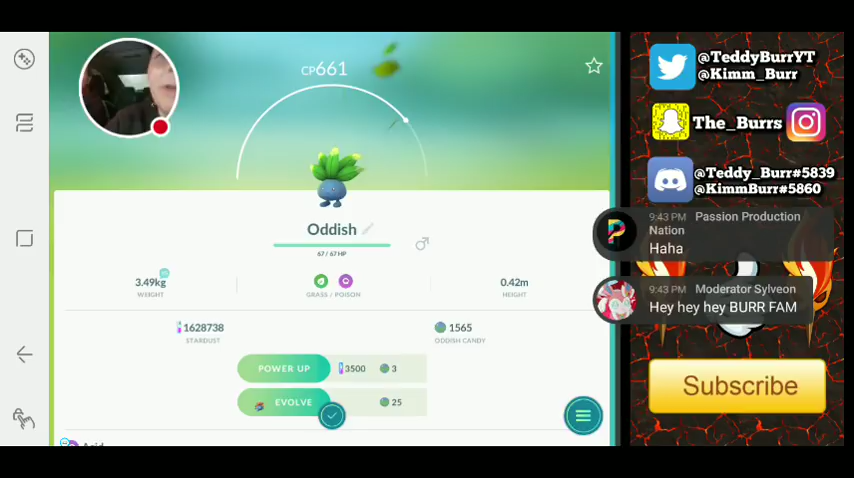 CP661
Oddish
67 / 67 HP
3.49kg
WEIGHT
GRASS / POISON
0.42m
HEIGHT
1628738
STARDUST
1565
ODDISH CANDY
POWER UP
3500
3
EVOLVE
25
Acid
@TeddyBurrYT
@Kimm_Burr
The_Burrs
@Teddy_Burr#5839
@KimmBurr#5860
9:43 PM Passion Production
Nation
Haha
9:43 PM Moderator Sylveon
Hey hey hey BURR FAM
Subscribe